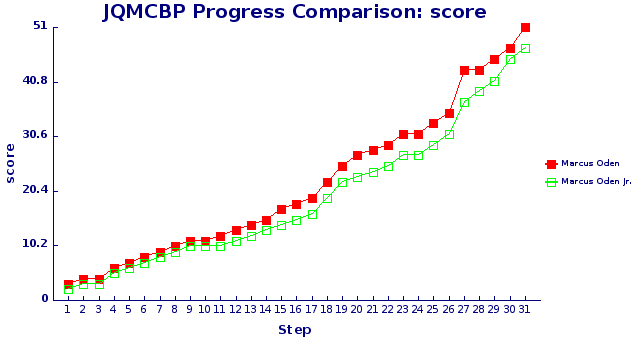 JQMCBP Progress Comparison: score
51
40.8
30.6
20.4
10.2
0
score
1 2 3 4 5 6 7 8 9 10 11 12 13 14 15 16 17 18 19 20 21 22 23 24 25 26 27 28 29 30 31
Step
Marcus Oden
Marcus Oden Jr.